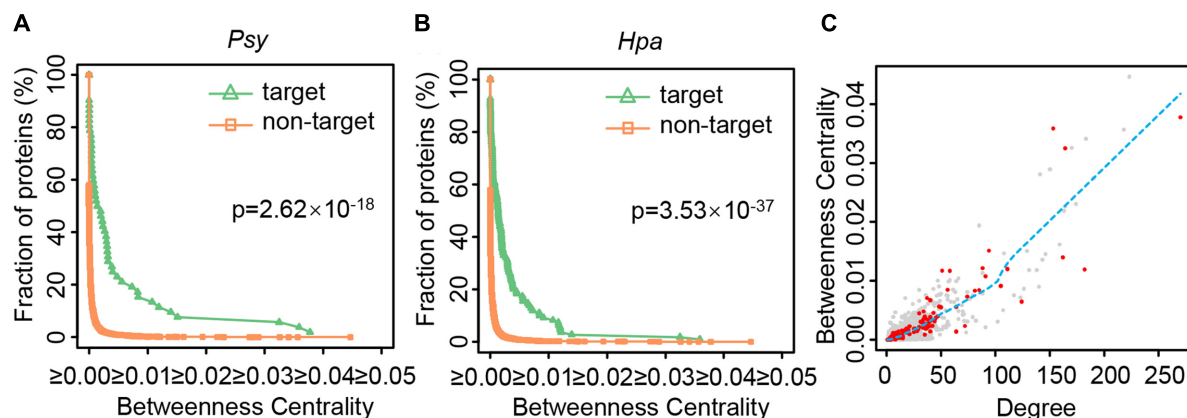 A
Psy
Fraction of proteins (%)
100
80
60
40
20
0
target
non-target
p=2.62×10-18
≥0.00≥0.01≥0.02≥0.03≥0.04≥0.05
Betweenness Centrality
B
Hpa
Fraction of proteins (%)
100
80
60
40
20
0
target
non-target
p=3.53×10-37
≥0.00≥0.01≥0.02≥0.03≥0.04≥0.05
Betweenness Centrality
C
Betweenness Centrality
0.04
0.03
0.02
0.01
0.00
0 50 100 150 200 250
Degree